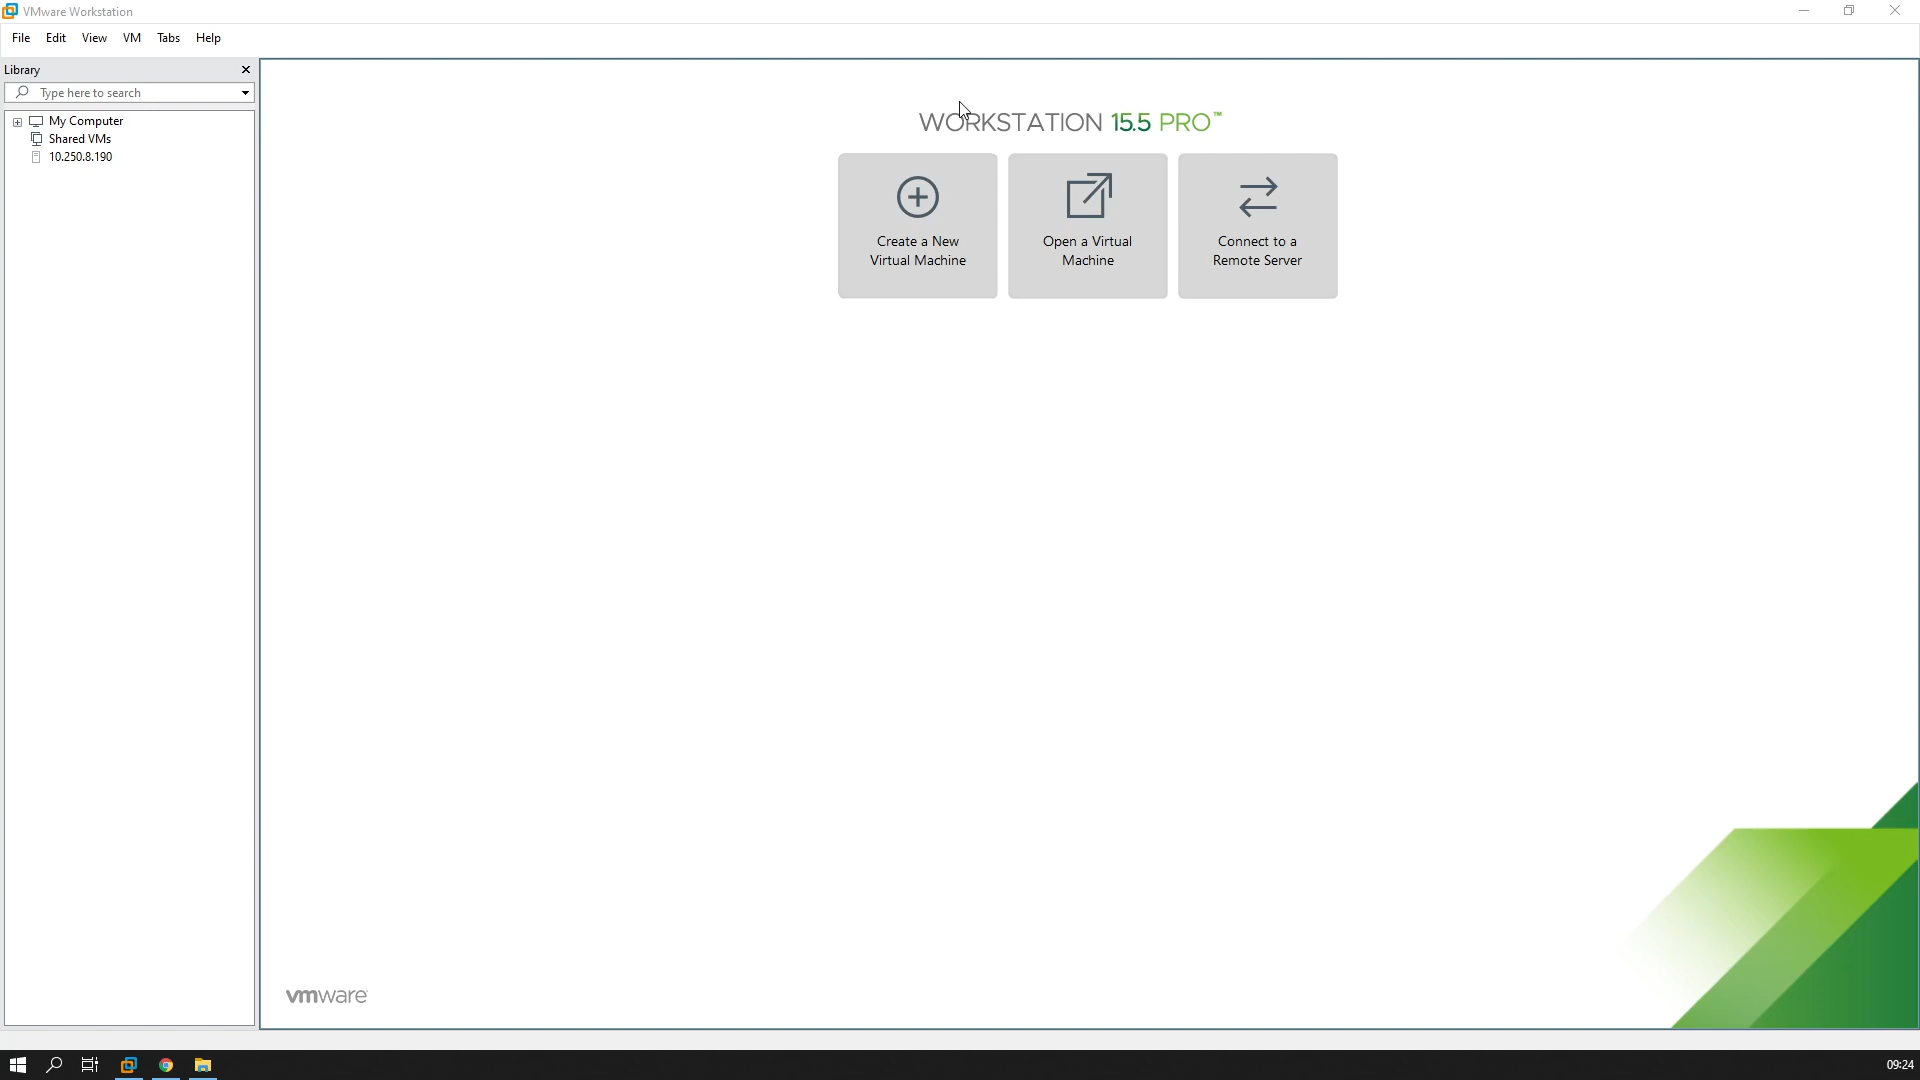 VMware Workstation
File Edit View VM Tabs Help
Library
Type here to search
My Computer
Shared VMs
10.250.8.190
WORKSTATION 15.5 PRO™
Create a New
Virtual Machine
Open a Virtual
Machine
Connect to a
Remote Server
vmware
09:24